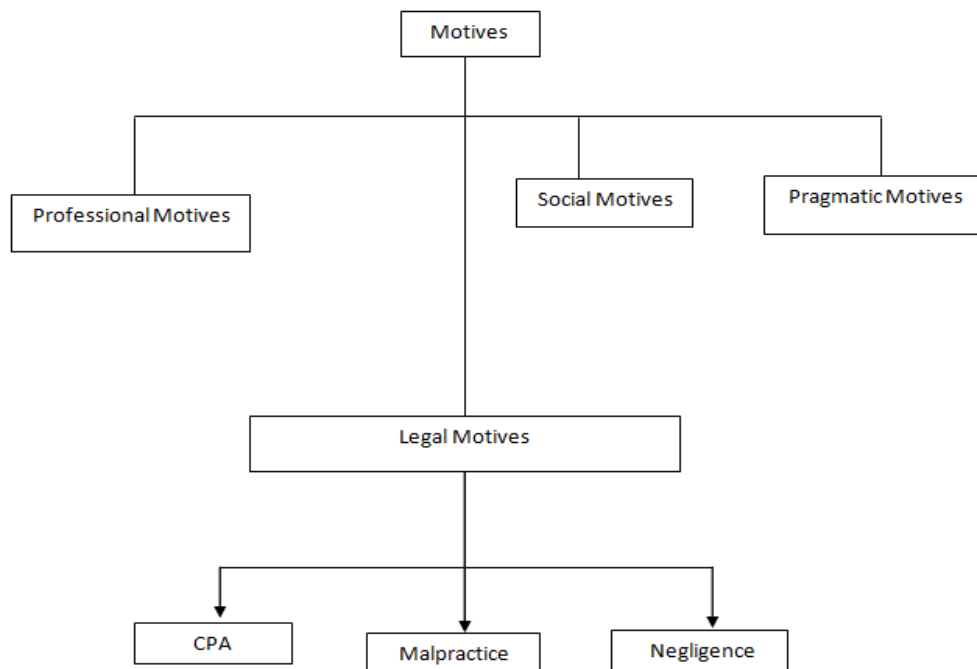 Motives
Professional Motives
Social Motives
Pragmatic Motives
Legal Motives
CPA
Malpractice
Negligence